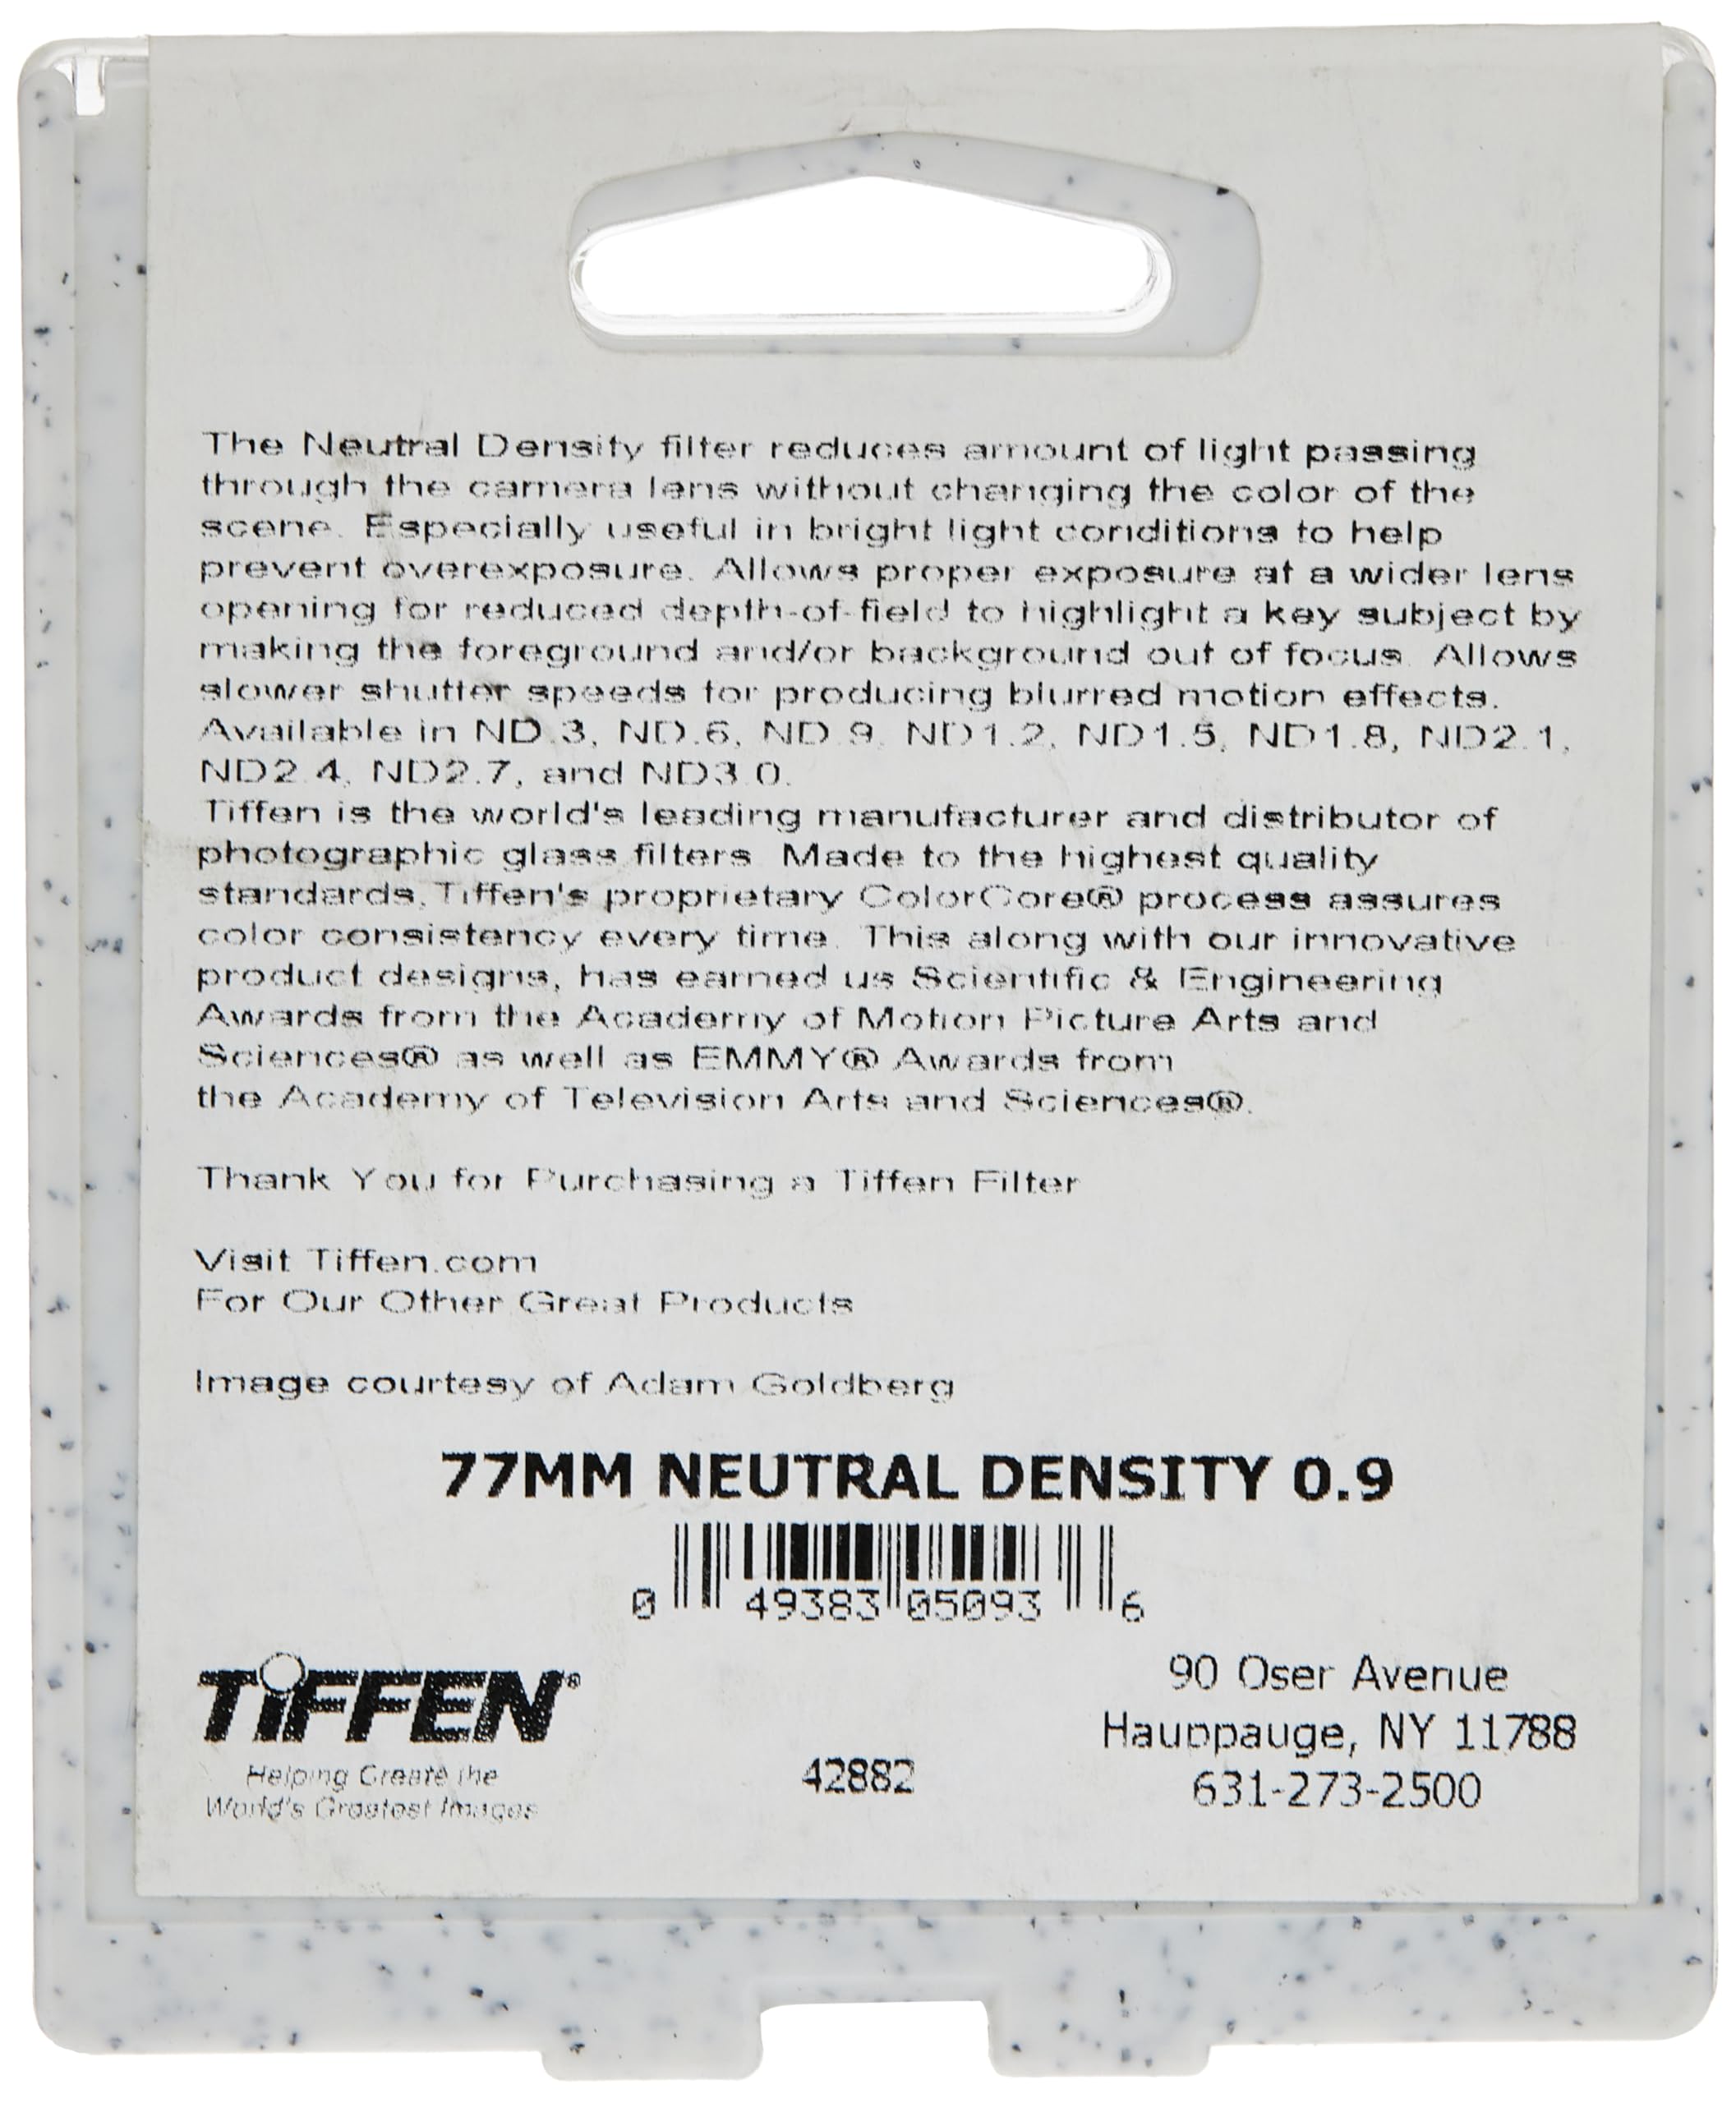 The Neutral Density filter reduces amount of light passing
through the camera lens without changing the color of the
scene. Especially useful in bright light conditions to help
prevent overexposure. Allows proper exposure at a wider lens
opening for reduced depth-of-field to highlight a key subject by
making the foreground and/or background out of focus. Allows
slower shutter speeds for producing blurred motion effects.
Available in ND.3, ND.6, ND.9, ND1.2, ND1.5, ND1.8, ND2.1,
ND2.4, ND2.7, and ND3.0.
Tiffen is the world's leading manufacturer and distributor of
photographic glass filters. Made to the highest quality
standards, Tiffen's proprietary ColorCore® process assures
color consistency every time. This along with our innovative
product designs, has earned us Scientific & Engineering
Awards from the Academy of Motion Picture Arts and
Sciences® as well as EMMY® Awards from
the Academy of Television Arts and Sciences®.
Thank You for Purchasing a Tiffen Filter
Visit Tiffen.com
For Our Other Great Products
Image courtesy of Adam Goldberg
77MM NEUTRAL DENSITY 0.9
0 49383 05093 6
TiFFEN®
Helping Create the
World's Greatest Images
42882
90 Oser Avenue
Hauppauge, NY 11788
631-273-2500